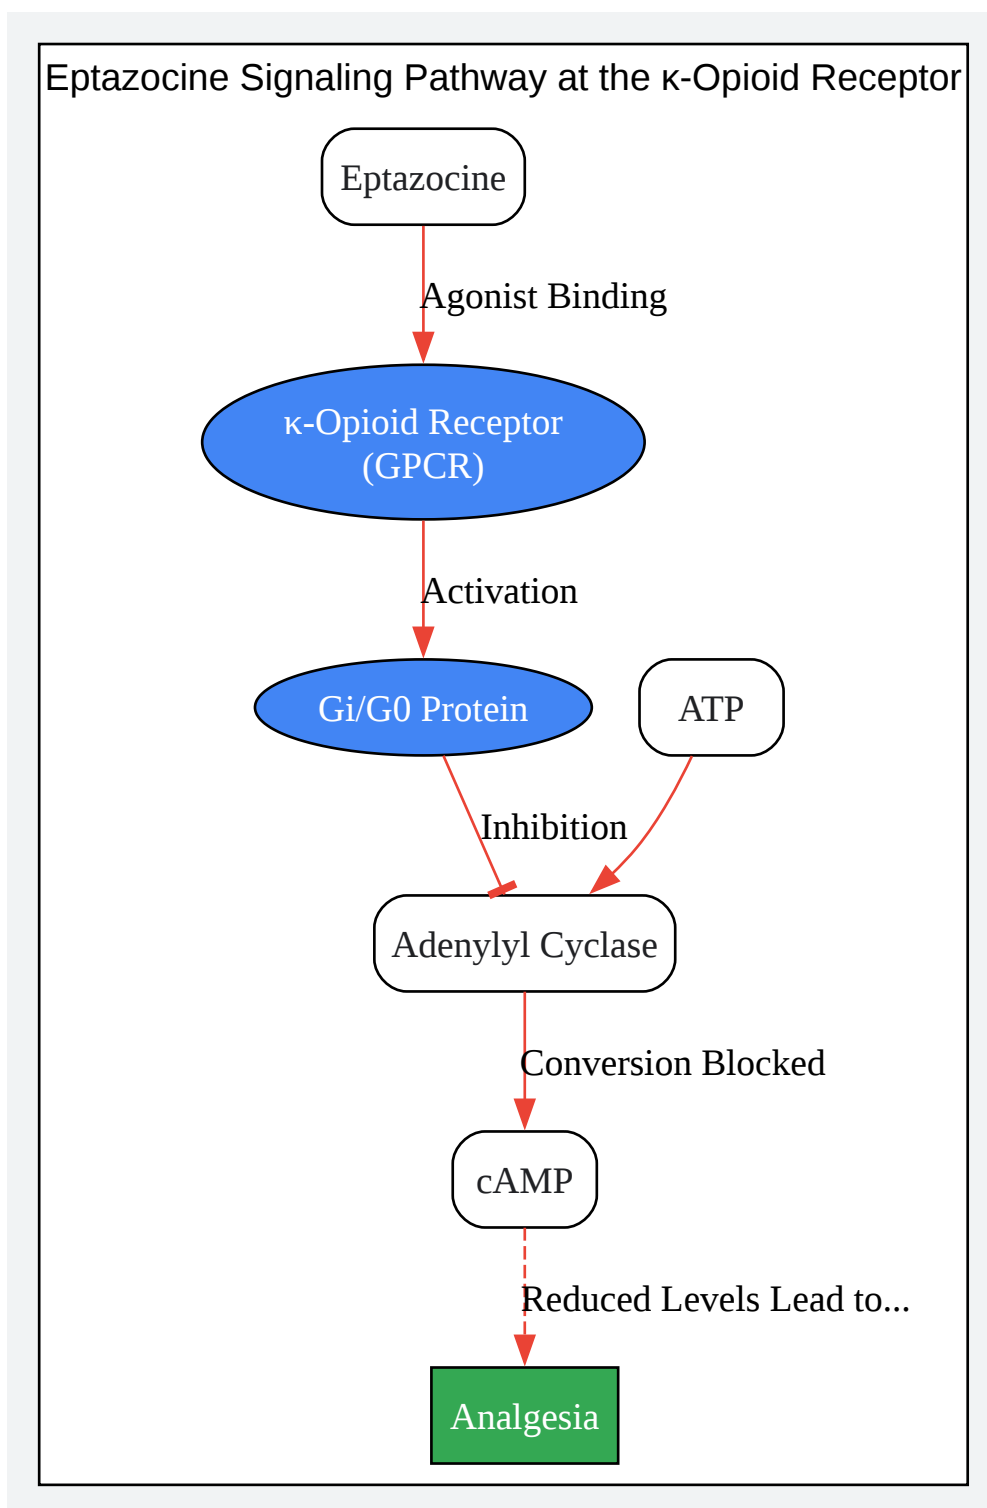 Eptazocine Signaling Pathway at the κ-Opioid Receptor
Eptazocine
Agonist Binding
κ-Opioid Receptor
(GPCR)
Activation
Gi/G0 Protein
ATP
Inhibition
Adenylyl Cyclase
Conversion Blocked
cAMP
Reduced Levels Lead to...
Analgesia